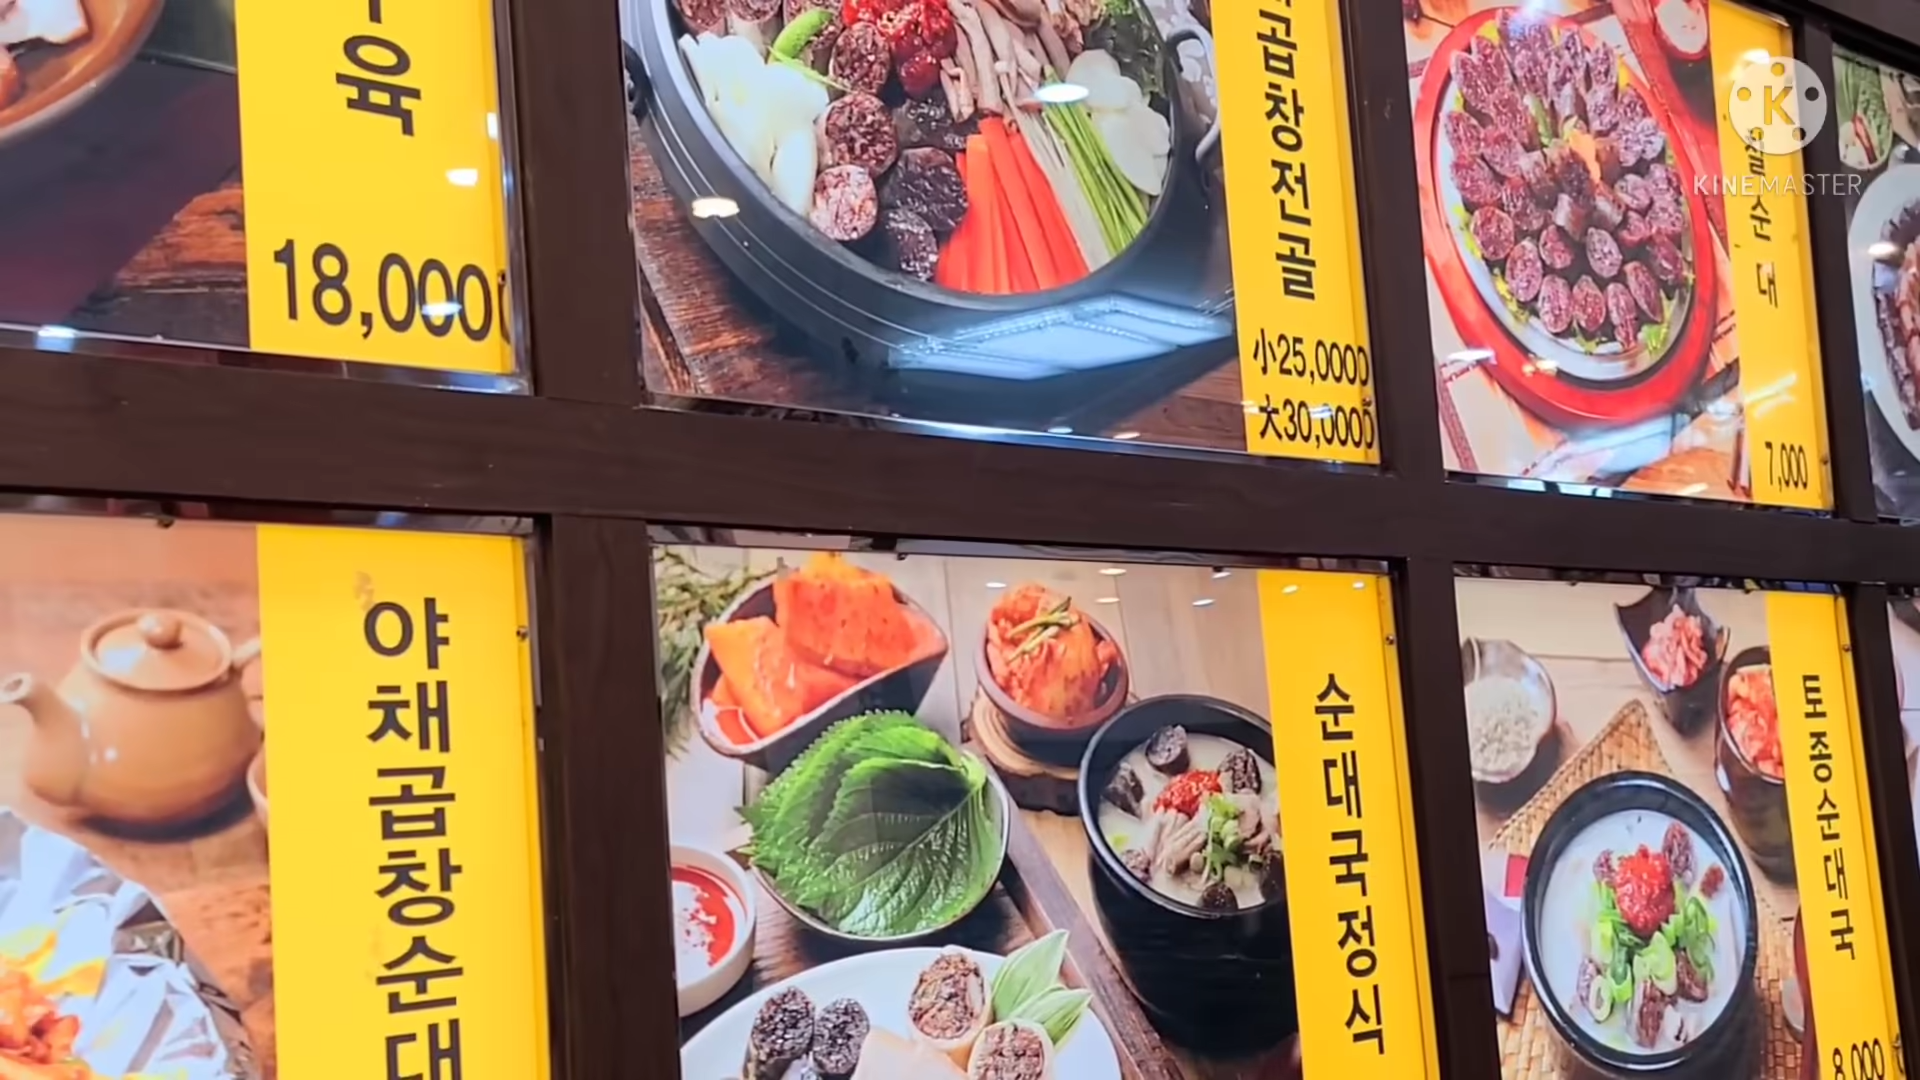 육
18,000
곱창전골
小25,000
大30,000
순대
7,000
KINEMASTER
야채곱창순대
순대국정식
토종순대국
8,000